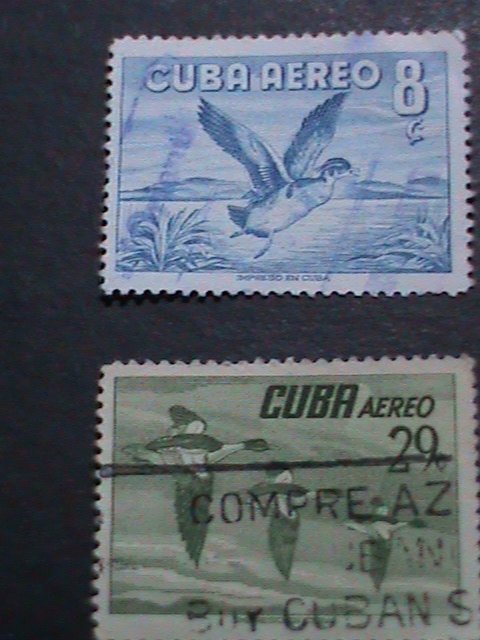 CUBA AEREO 8
¢
IMPRESO EN CUBA
CUBA AEREO
29¢
COMPRE AZ
BUY CUBAN S